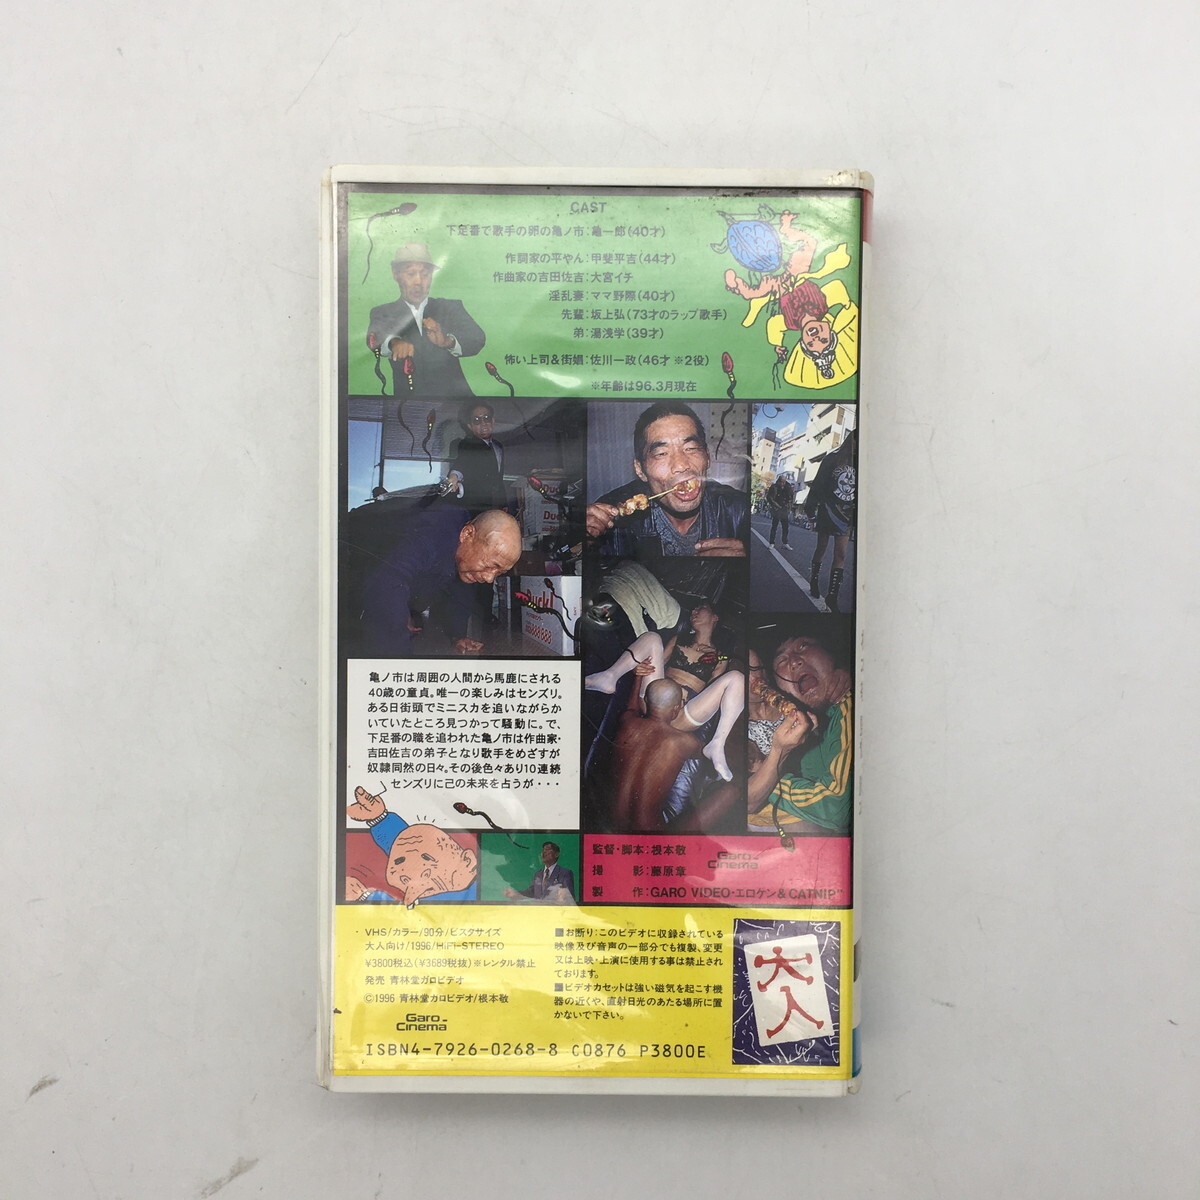 CAST
下足番で歌手の卵の亀ノ市:亀一郎(40才)
作詞家の平やん:甲斐平吉(44才)
作曲家の吉田佐吉:大宮イチ
淫乱妻:ママ野際(40才)
先輩:坂上弘(73才のラップ歌手)
弟:湯浅学(39才)
怖い上司&街娼:佐川一政(46才 ※2役)
※年齢は96.3月現在
亀ノ市は周囲の人間から馬鹿にされる
40歳の童貞。唯一の楽しみはセンズリ。
ある日街頭でミニスカを追いながらか
いていたところ見つかって騒動に。で、
下足番の職を追われた亀ノ市は作曲家・
吉田佐吉の弟子となり歌手をめざすが
奴隷同然の日々。その後色々あり10連続
センズリに己の未来を占うが・・・
監督・脚本:根本敬
撮 影:藤原章
製 作:GARO VIDEO・エロケン&CATNIP
Garo-
Cinema
VHS/カラー/90分/ビスタサイズ
大人向け/1996/HiFi-STEREO
¥3800税込(¥3689税抜)※レンタル禁止
発売 青林堂ガロビデオ
©1996 青林堂ガロビデオ/根本敬
Garo-
Cinema
■お断り:このビデオに収録されている
映像及び音声の一部分でも複製、変更
又は上映・上演に使用する事は禁止され
ております。
■ビデオカセットは強い磁気を起こす機
器の近くや、直射日光のあたる場所に置
かないで下さい。
大人
ISBN4-7926-0268-8 C0876 P3800E